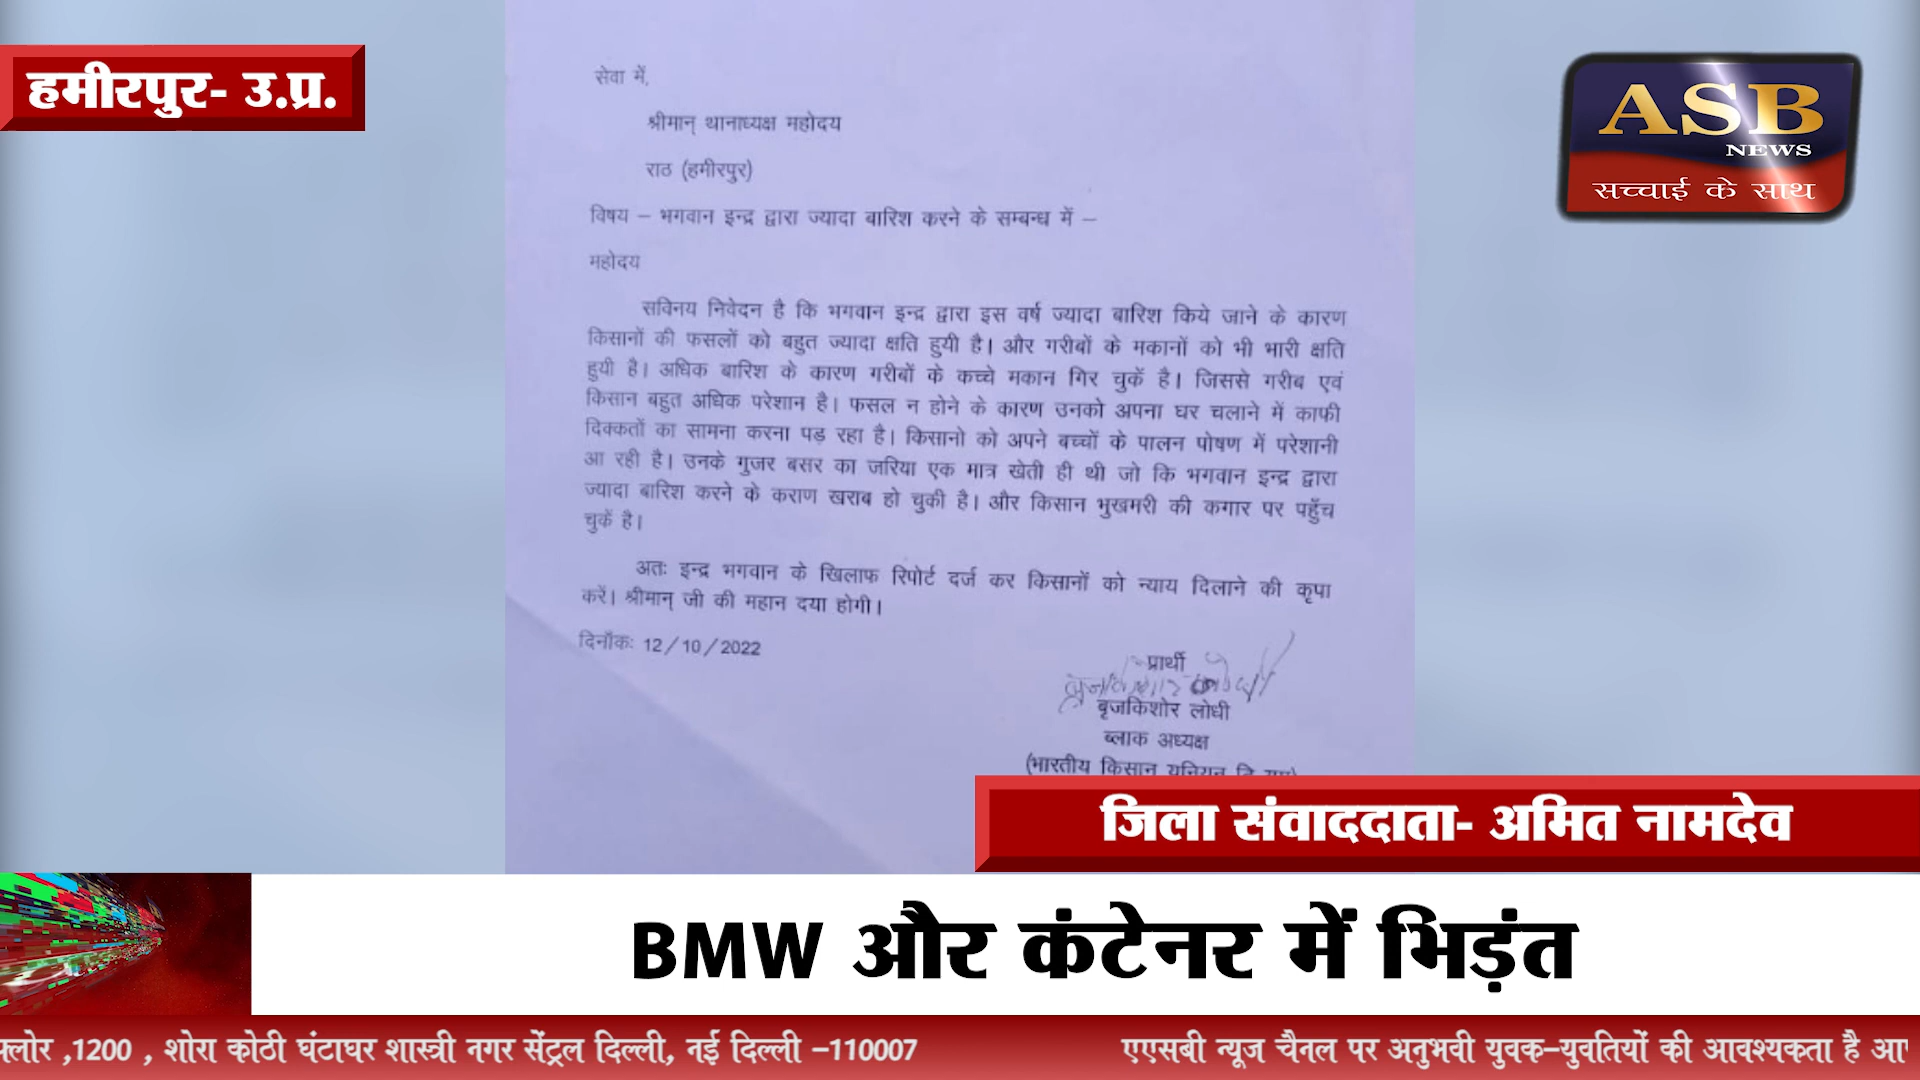 हमीरपुर- उ.प्र.
ASB
NEWS
सच्चाई के साथ
सेवा में,
श्रीमान् थानाध्यक्ष महोदय
राठ (हमीरपुर)
विषय – भगवान इन्द्र द्वारा ज्यादा बारिश करने के सम्बन्ध में –
महोदय
सविनय निवेदन है कि भगवान इन्द्र द्वारा इस वर्ष ज्यादा बारिश किये जाने के कारण
किसानों की फसलों को बहुत ज्यादा क्षति हुयी है। और गरीबों के मकानों को भी भारी क्षति
हुयी है। अधिक बारिश के कारण गरीबों के कच्चे मकान गिर चुकें है। जिससे गरीब एवं
किसान बहुत अधिक परेशान है। फसल न होने के कारण उनको अपना घर चलाने में काफी
दिक्कतों का सामना करना पड़ रहा है। किसानो को अपने बच्चों के पालन पोषण में परेशानी
आ रही है। उनके गुजर बसर का जरिया एक मात्र खेती ही थी जो कि भगवान इन्द्र द्वारा
ज्यादा बारिश करने के कराण खराब हो चुकी है। और किसान भुखमरी की कगार पर पहुँच
चुकें है।
अतः इन्द्र भगवान के खिलाफ रिपोर्ट दर्ज कर किसानों को न्याय दिलाने की कृपा
करें। श्रीमान् जी की महान दया होगी।
दिनाँकः 12/10/2022
प्रार्थी
बृजकिशोर लोधी
ब्लाक अध्यक्ष
(भारतीय किसान यूनियन
जिला संवाददाता- अमित नामदेव
BMW और कंटेनर में भिड़ंत
फ्लोर ,1200 , शोरा कोठी घंटाघर शास्त्री नगर सेंट्रल दिल्ली, नई दिल्ली –110007
एएसबी न्यूज चैनल पर अनुभवी युवक-युवतियों की आवश्यकता है